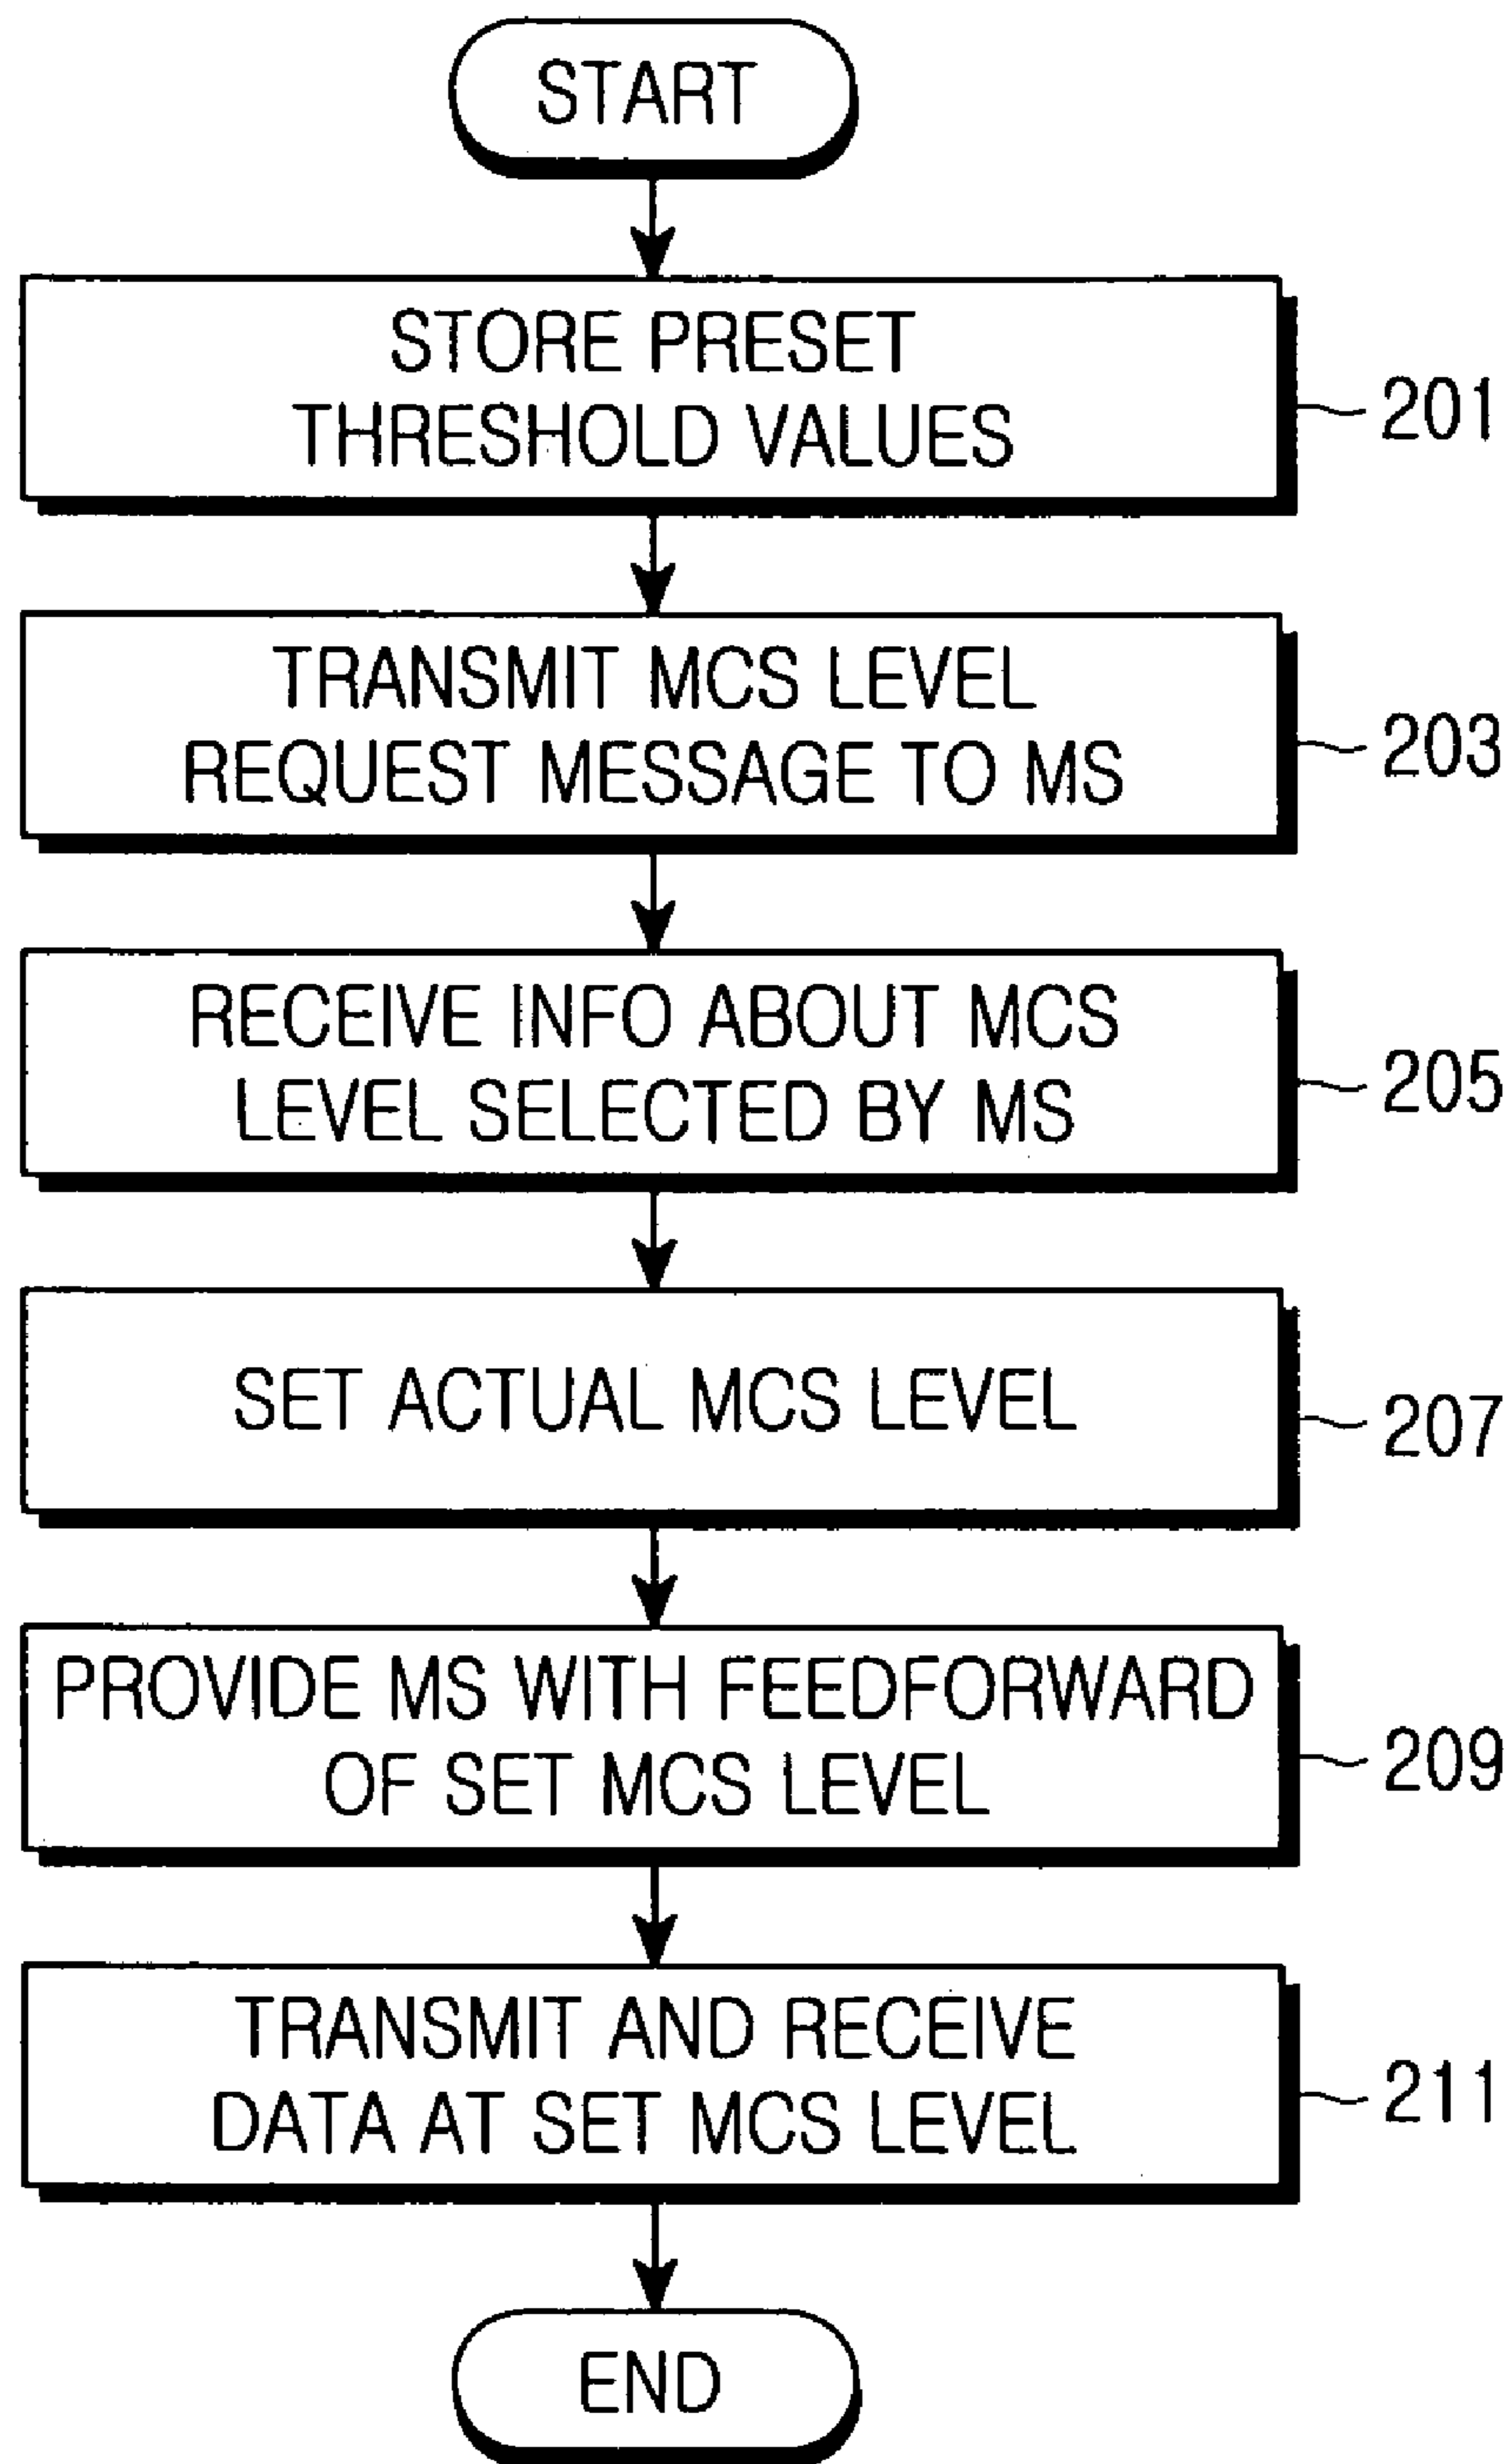 START
STORE PRESET
THRESHOLD VALUES
201
TRANSMIT MCS LEVEL
REQUEST MESSAGE TO MS
203
RECEIVE INFO ABOUT MCS
LEVEL SELECTED BY MS
205
SET ACTUAL MCS LEVEL
207
PROVIDE MS WITH FEEDFORWARD
OF SET MCS LEVEL
209
TRANSMIT AND RECEIVE
DATA AT SET MCS LEVEL
211
END